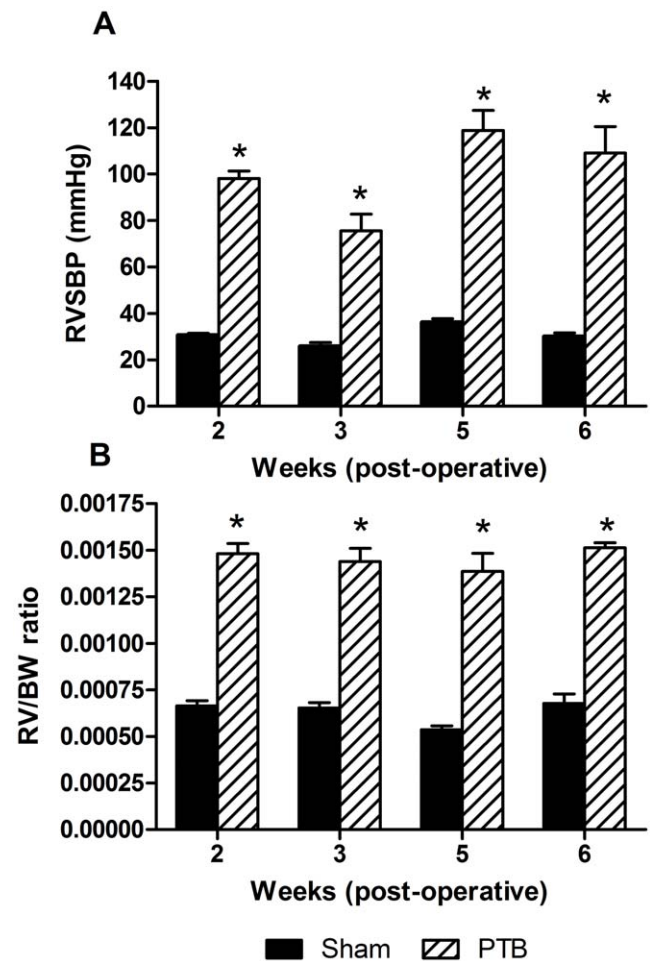 A
RVSBP (mmHg)
140
120
100
80
60
40
20
0
* * * *
2 3 5 6
Weeks (post-operative)
B
RV/BW ratio
0.00175
0.00150
0.00125
0.00100
0.00075
0.00050
0.00025
0.00000
* * * *
2 3 5 6
Weeks (post-operative)
Sham PTB